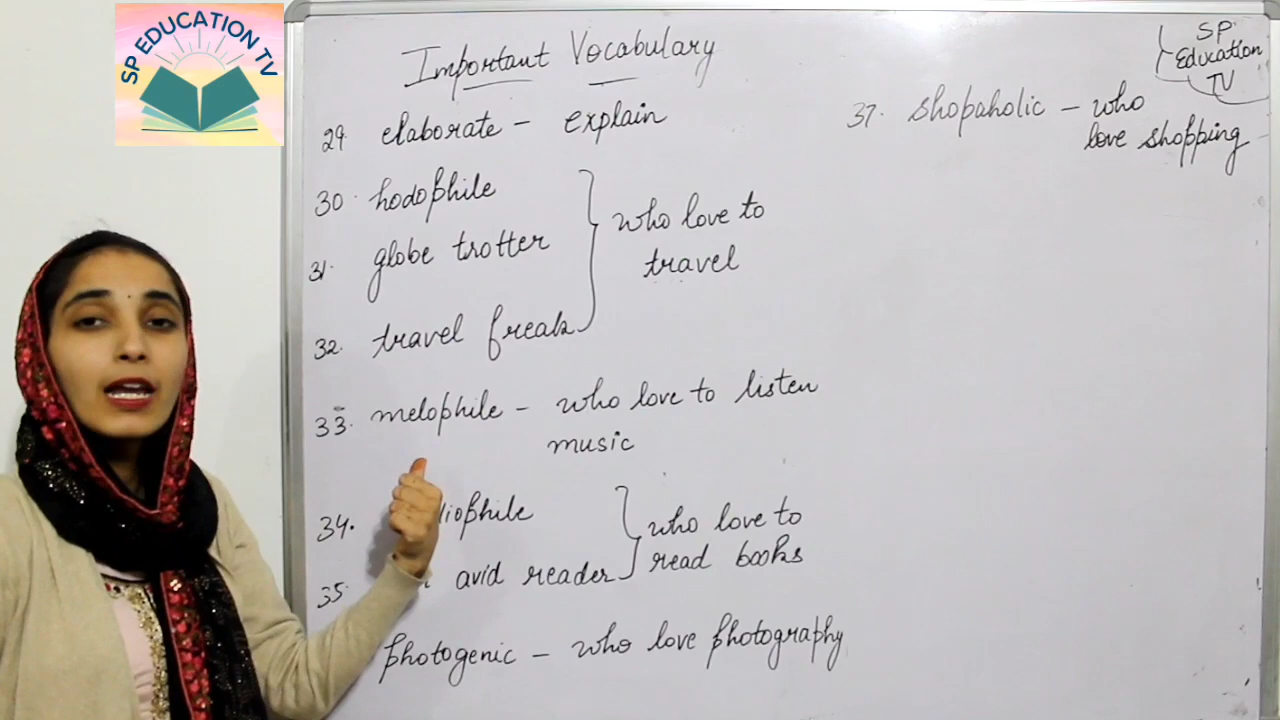 SP EDUCATION TV
Important Vocabulary
29 elaborate - explain
30. hodophile
31. globe trotter
32. travel freak
who love to
travel
33. melophile - who love to listen
music
34.
35. avid reader
who love to
read books
photogenic - who love photography
SP
Education
TV
37. shopaholic - who
love shopping